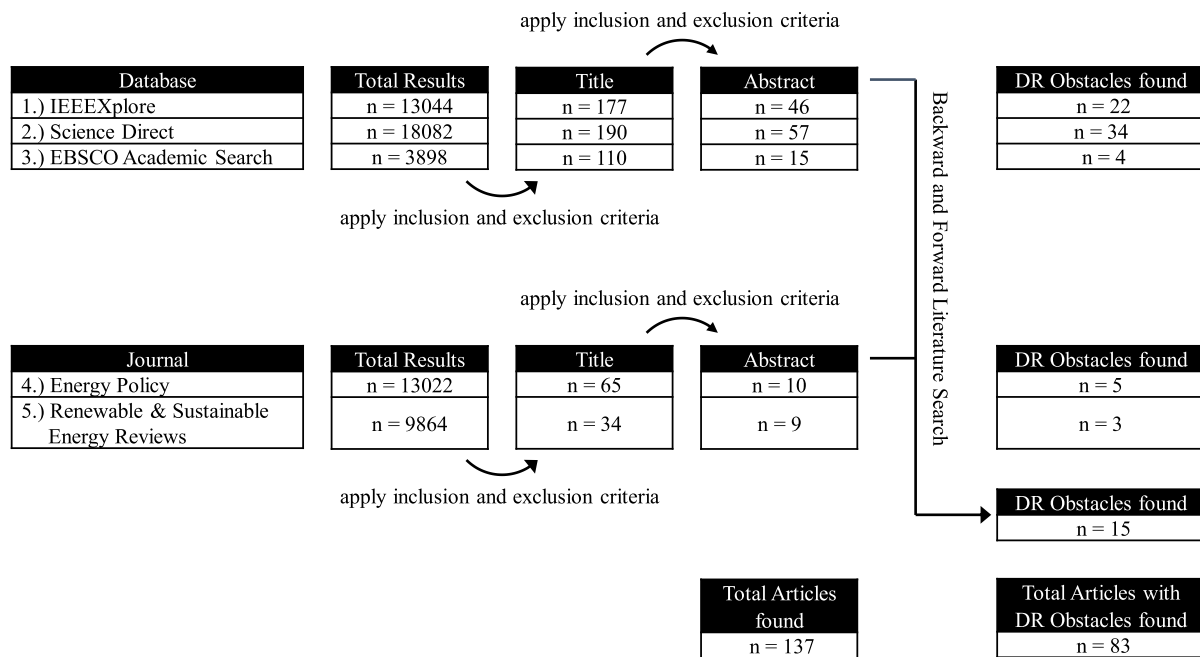 apply inclusion and exclusion criteria
Database Total Results Title Abstract DR Obstacles found
1.) IEEEXplore n = 13044 n = 177 n = 46 n = 22
2.) Science Direct n = 18082 n = 190 n = 57 n = 34
3.) EBSCO Academic Search n = 3898 n = 110 n = 15 n = 4
apply inclusion and exclusion criteria
Backward and Forward Literature Search
apply inclusion and exclusion criteria
Journal Total Results Title Abstract DR Obstacles found
4.) Energy Policy n = 13022 n = 65 n = 10 n = 5
5.) Renewable & Sustainable
Energy Reviews n = 9864 n = 34 n = 9 n = 3
apply inclusion and exclusion criteria
DR Obstacles found
n = 15
Total Articles
found
n = 137
Total Articles with
DR Obstacles found
n = 83